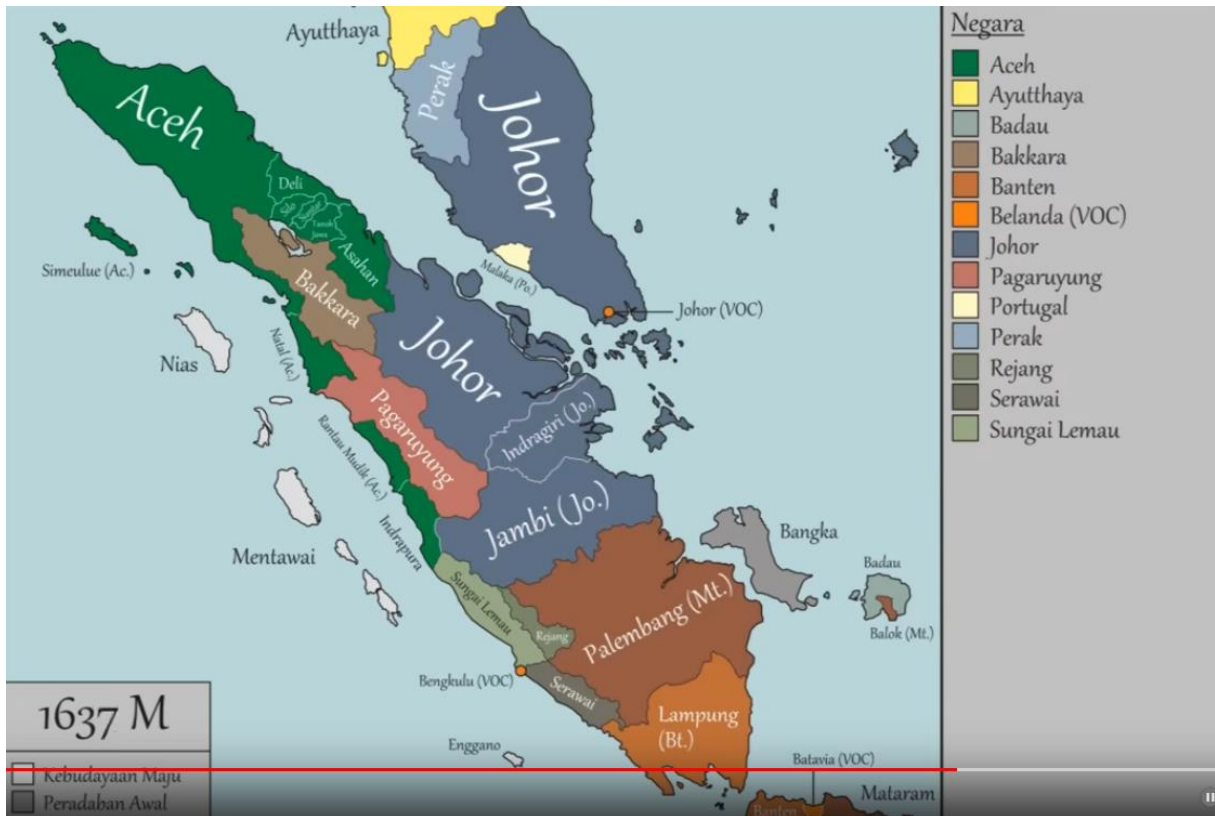 Ayutthaya
Perak
Johor
Aceh
Deli
Tanoh
Jawa
Asahan
Simeulue (Ac.)
Bakkara
Malaka (Po.)
Johor (VOC)
Nias
Natal (Ac.)
Johor
Pagaruyung
Indragiri (Jo.)
Rantau Mudik (Ac.)
Jambi (Jo.)
Indrapura
Mentawai
Bangka
Badau
Balok (Mt.)
Sungai Lemau
Rejang
Palembang (Mt.)
Bengkulu (VOC)
Serawai
Lampung
(Bt.)
Enggano
Batavia (VOC)
Banten
Mataram
Negara
Aceh
Ayutthaya
Badau
Bakkara
Banten
Belanda (VOC)
Johor
Pagaruyung
Portugal
Perak
Rejang
Serawai
Sungai Lemau
1637 M
Kebudayaan Maju
Peradaban Awal